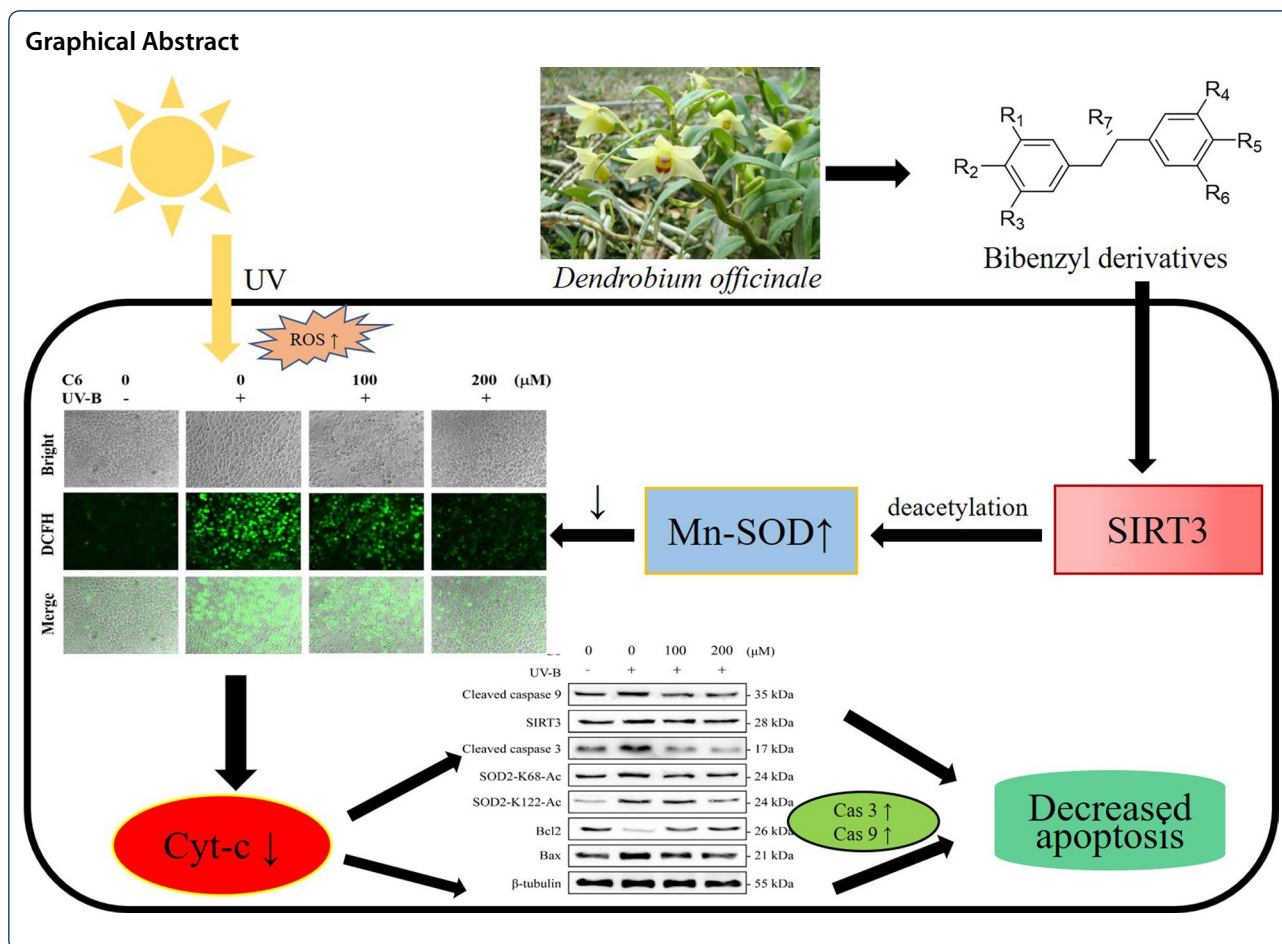 Graphical Abstract
R1
R2
R3
R7
R4
R5
R6
Dendrobium officinale
Bibenzyl derivatives
UV
ROS ↑
C6 0 0 100 200 (μM)
UV-B - + + +
Bright
DCFH
Merge
↓
Mn-SOD↑
deacetylation
SIRT3
0 0 100 200 (μM)
UV-B - + + +
Cleaved caspase 9 - 35 kDa
SIRT3 - 28 kDa
Cleaved caspase 3 - 17 kDa
SOD2-K68-Ac - 24 kDa
SOD2-K122-Ac - 24 kDa
Bcl2 - 26 kDa
Bax - 21 kDa
β-tubulin - 55 kDa
Cyt-c ↓
Cas 3 ↑
Cas 9 ↑
Decreased
apoptosis